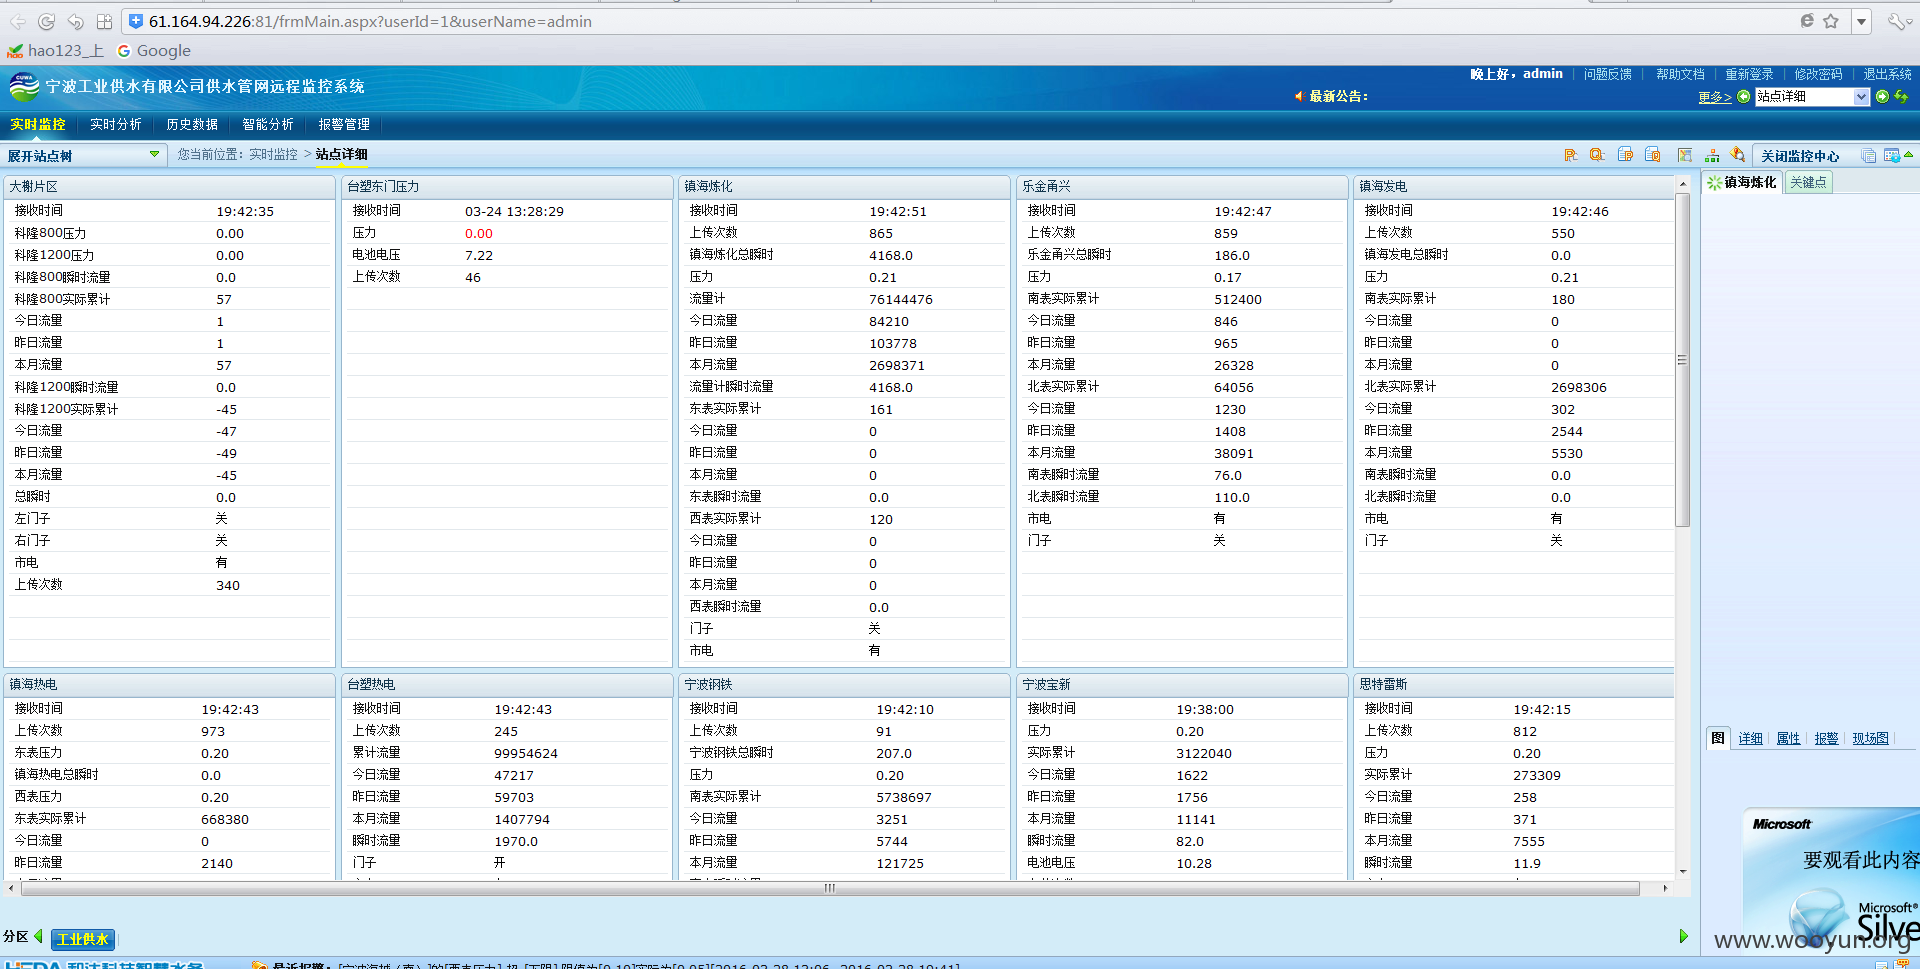 61.164.94.226:81/frmMain.aspx?userId=1&userName=admin
hao123_上 Google
宁波工业供水有限公司供水管网远程监控系统
晚上好，admin 问题反馈 帮助文档 重新登录 修改密码 退出系统
最新公告：
更多> 站点详细
实时监控 实时分析 历史数据 智能分析 报警管理
展开站点树 您当前位置：实时监控 > 站点详细
关闭监控中心
镇海炼化 关键点
大榭片区
接收时间 19:42:35
科隆800压力 0.00
科隆1200压力 0.00
科隆800瞬时流量 0.0
科隆800实际累计 57
今日流量 1
昨日流量 1
本月流量 57
科隆1200瞬时流量 0.0
科隆1200实际累计 -45
今日流量 -47
昨日流量 -49
本月流量 -45
总瞬时 0.0
左门子 关
右门子 关
市电 有
上传次数 340
台塑东门压力
接收时间 03-24 13:28:29
压力 0.00
电池电压 7.22
上传次数 46
镇海炼化
接收时间 19:42:51
上传次数 865
镇海炼化总瞬时 4168.0
压力 0.21
流量计 76144476
今日流量 84210
昨日流量 103778
本月流量 2698371
流量计瞬时流量 4168.0
东表实际累计 161
今日流量 0
昨日流量 0
本月流量 0
东表瞬时流量 0.0
西表实际累计 120
今日流量 0
昨日流量 0
本月流量 0
西表瞬时流量 0.0
门子 关
市电 有
乐金甬兴
接收时间 19:42:47
上传次数 859
乐金甬兴总瞬时 186.0
压力 0.17
南表实际累计 512400
今日流量 846
昨日流量 965
本月流量 26328
北表实际累计 64056
今日流量 1230
昨日流量 1408
本月流量 38091
南表瞬时流量 76.0
北表瞬时流量 110.0
市电 有
门子 关
镇海发电
接收时间 19:42:46
上传次数 550
镇海发电总瞬时 0.0
压力 0.21
南表实际累计 180
今日流量 0
昨日流量 0
本月流量 0
北表实际累计 2698306
今日流量 302
昨日流量 2544
本月流量 5530
南表瞬时流量 0.0
北表瞬时流量 0.0
市电 有
门子 关
镇海热电
接收时间 19:42:43
上传次数 973
东表压力 0.20
镇海热电总瞬时 0.0
西表压力 0.20
东表实际累计 668380
今日流量 0
昨日流量 2140
台塑热电
接收时间 19:42:43
上传次数 245
累计流量 99954624
今日流量 47217
昨日流量 59703
本月流量 1407794
瞬时流量 1970.0
门子 开
宁波钢铁
接收时间 19:42:10
上传次数 91
宁波钢铁总瞬时 207.0
压力 0.20
南表实际累计 5738697
今日流量 3251
昨日流量 5744
本月流量 121725
宁波宝新
接收时间 19:38:00
压力 0.20
实际累计 3122040
今日流量 1622
昨日流量 1756
本月流量 11141
瞬时流量 82.0
电池电压 10.28
思特雷斯
接收时间 19:42:15
上传次数 812
压力 0.20
实际累计 273309
今日流量 258
昨日流量 371
本月流量 7555
瞬时流量 11.9
图 详细 属性 报警 现场图
Microsoft
要观看此内容
Microsoft®
Silve
www.wooyun.org
分区 工业供水